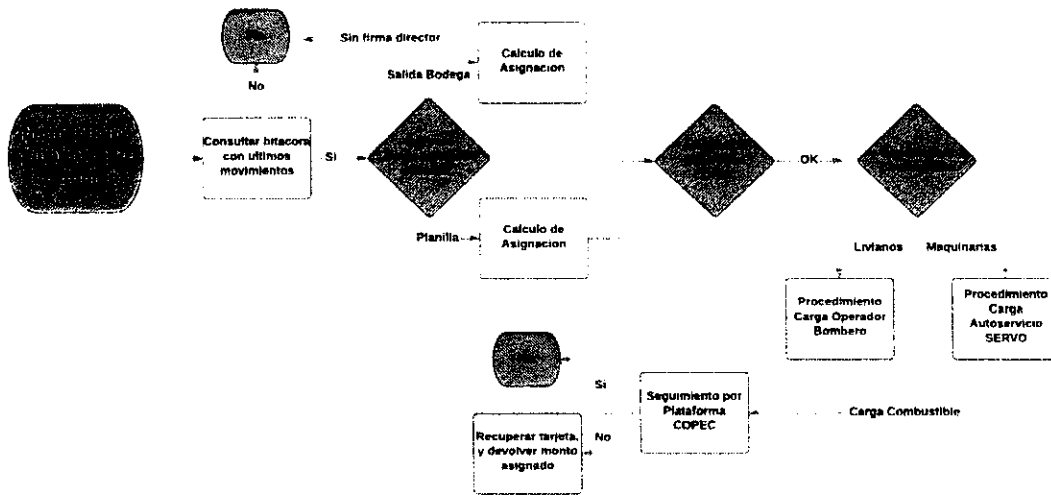 Sin firma director
Calculo de
Asignacion
Salida Bodega
No
Consultar bitacora
con ultimos
movimientos
Si
OK
Planilla
Calculo de
Asignacion
Livianos
Maquinarias
Procedimiento
Carga Operador
Bombero
Procedimiento
Carga
Autoservicio
SERVO
Si
Seguimiento por
Plataforma
COPEC
Carga Combustible
Recuperar tarjeta,
y devolver monto
asignado
No